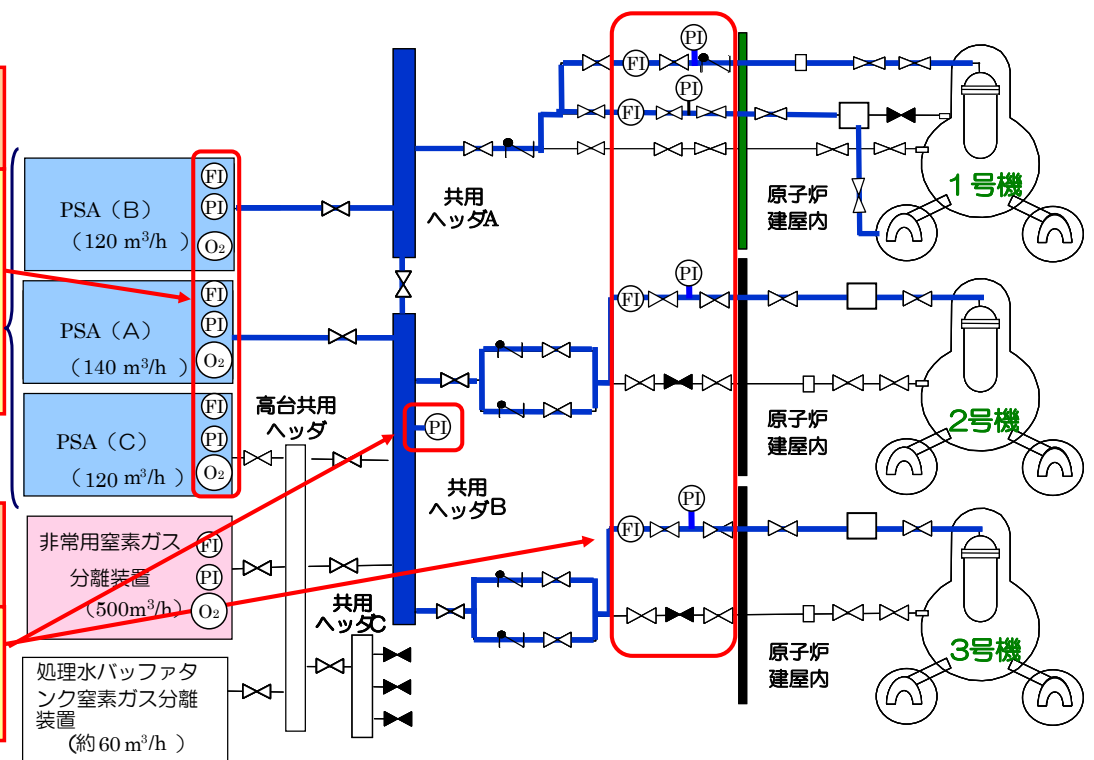 PI
FI
PI
FI
1号機
原子炉
建屋内
共用
ヘッダA
PSA（B）
（120 m³/h ）
FI
PI
O₂
PSA（A）
（140 m³/h ）
FI
PI
O₂
PSA（C）
（120 m³/h ）
FI
PI
O₂
高台共用
ヘッダ
PI
共用
ヘッダB
PI
FI
原子炉
建屋内
2号機
PI
FI
原子炉
建屋内
3号機
非常用窒素ガス
分離装置
（500m³/h）
FI
PI
O₂
共用
ヘッダC
処理水バッファタ
ンク窒素ガス分離
装置
（約60 m³/h ）